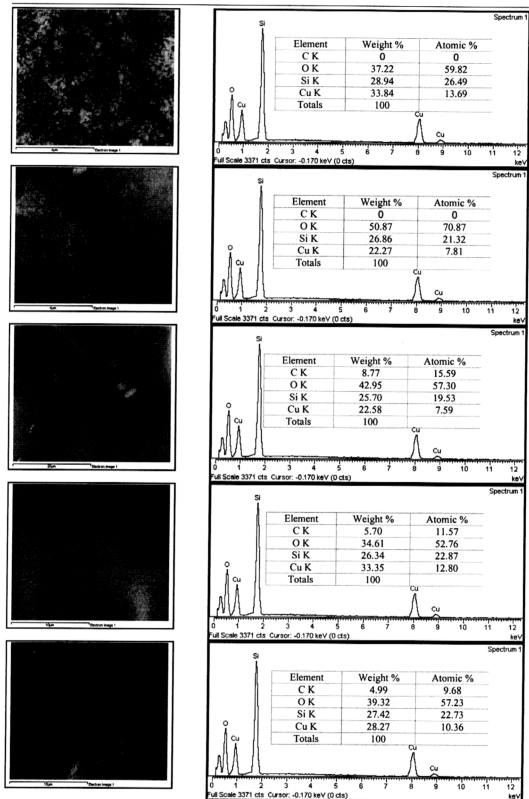 Spectrum 1
Si
Element Weight % Atomic %
C K 0 0
O K 37.22 59.82
Si K 28.94 26.49
Cu K 33.84 13.69
Totals 100
O
Cu
Cu
Cu
0 1 2 3 4 5 6 7 8 9 10 11 12
Full Scale 3371 cts Cursor: -0.170 keV (0 cts) keV
Electron Image 1
Spectrum 1
Si
Element Weight % Atomic %
C K 0 0
O K 50.87 70.87
Si K 26.86 21.32
Cu K 22.27 7.81
Totals 100
O
Cu
Cu
Cu
0 1 2 3 4 5 6 7 8 9 10 11 12
Full Scale 3371 cts Cursor: -0.170 keV (0 cts) keV
Electron Image 1
Spectrum 1
Si
Element Weight % Atomic %
C K 8.77 15.59
O K 42.95 57.30
Si K 25.70 19.53
Cu K 22.58 7.59
Totals 100
O
Cu
Cu
Cu
0 1 2 3 4 5 6 7 8 9 10 11 12
Full Scale 3371 cts Cursor: -0.170 keV (0 cts) keV
Electron Image 1
Spectrum 1
Si
Element Weight % Atomic %
C K 5.70 11.57
O K 34.61 52.76
Si K 26.34 22.87
Cu K 33.35 12.80
Totals 100
O
Cu
Cu
Cu
0 1 2 3 4 5 6 7 8 9 10 11 12
Full Scale 3371 cts Cursor: -0.170 keV (0 cts) keV
Electron Image 1
Spectrum 1
Si
Element Weight % Atomic %
C K 4.99 9.68
O K 39.32 57.23
Si K 27.42 22.73
Cu K 28.27 10.36
Totals 100
O
Cu
Cu
Cu
0 1 2 3 4 5 6 7 8 9 10 11 12
Full Scale 3371 cts Cursor: -0.170 keV (0 cts) keV
Electron Image 1